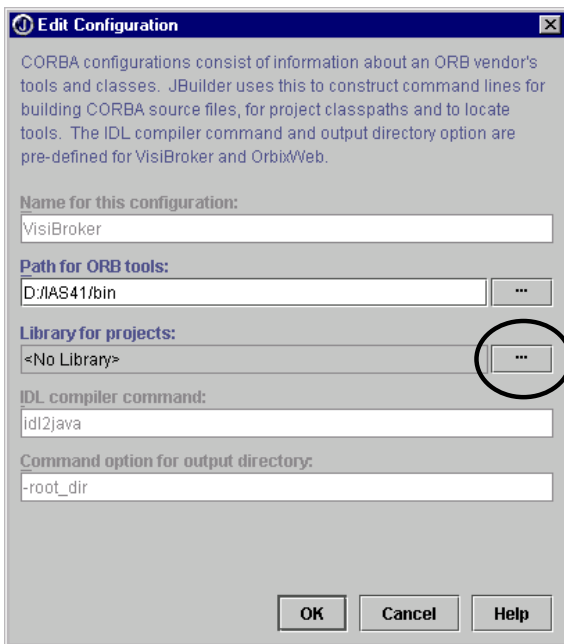 Edit Configuration
CORBA configurations consist of information about an ORB vendor's
tools and classes. JBuilder uses this to construct command lines for
building CORBA source files, for project classpaths and to locate
tools. The IDL compiler command and output directory option are
pre-defined for VisiBroker and OrbixWeb.
Name for this configuration:
VisiBroker
Path for ORB tools:
D:/IAS41/bin
...
Library for projects:
<No Library>
...
IDL compiler command:
idl2java
Command option for output directory:
-root_dir
OK Cancel Help